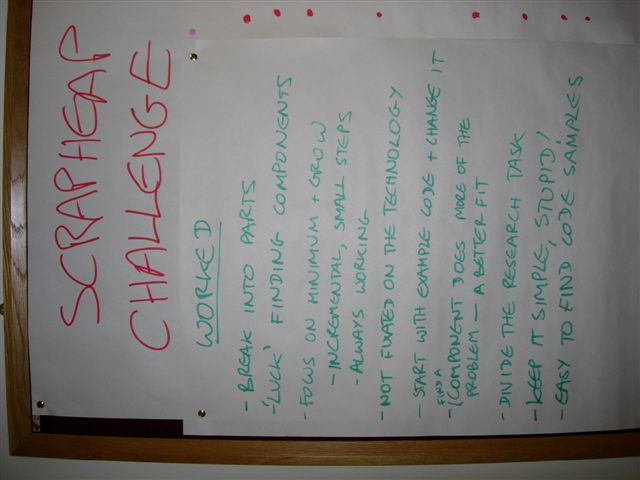 SCRAPHEAP
CHALLENGE
WORKED
- BREAK INTO PARTS
- 'LUCK' FINDING COMPONENTS
- FOCUS ON MINIMUM + GROW
- INCREMENTAL, SMALL STEPS
- ALWAYS WORKING
- NOT FIXATED ON THE TECHNOLOGY
- START WITH EXAMPLE CODE + CHANGE IT
FIND A
- (COMPONENT DOES MORE OF THE
PROBLEM - A BETTER FIT
- DIVIDE THE RESEARCH TASK
- KEEP IT SIMPLE, STUPID!
- EASY TO FIND CODE SAMPLES